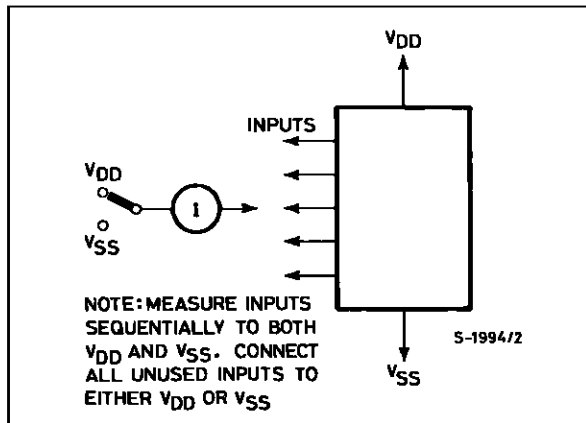 VDD
INPUTS
VDD
I
VSS
NOTE: MEASURE INPUTS
SEQUENTIALLY TO BOTH
VDD AND VSS. CONNECT
ALL UNUSED INPUTS TO
EITHER VDD OR VSS
S-1994/2
VSS